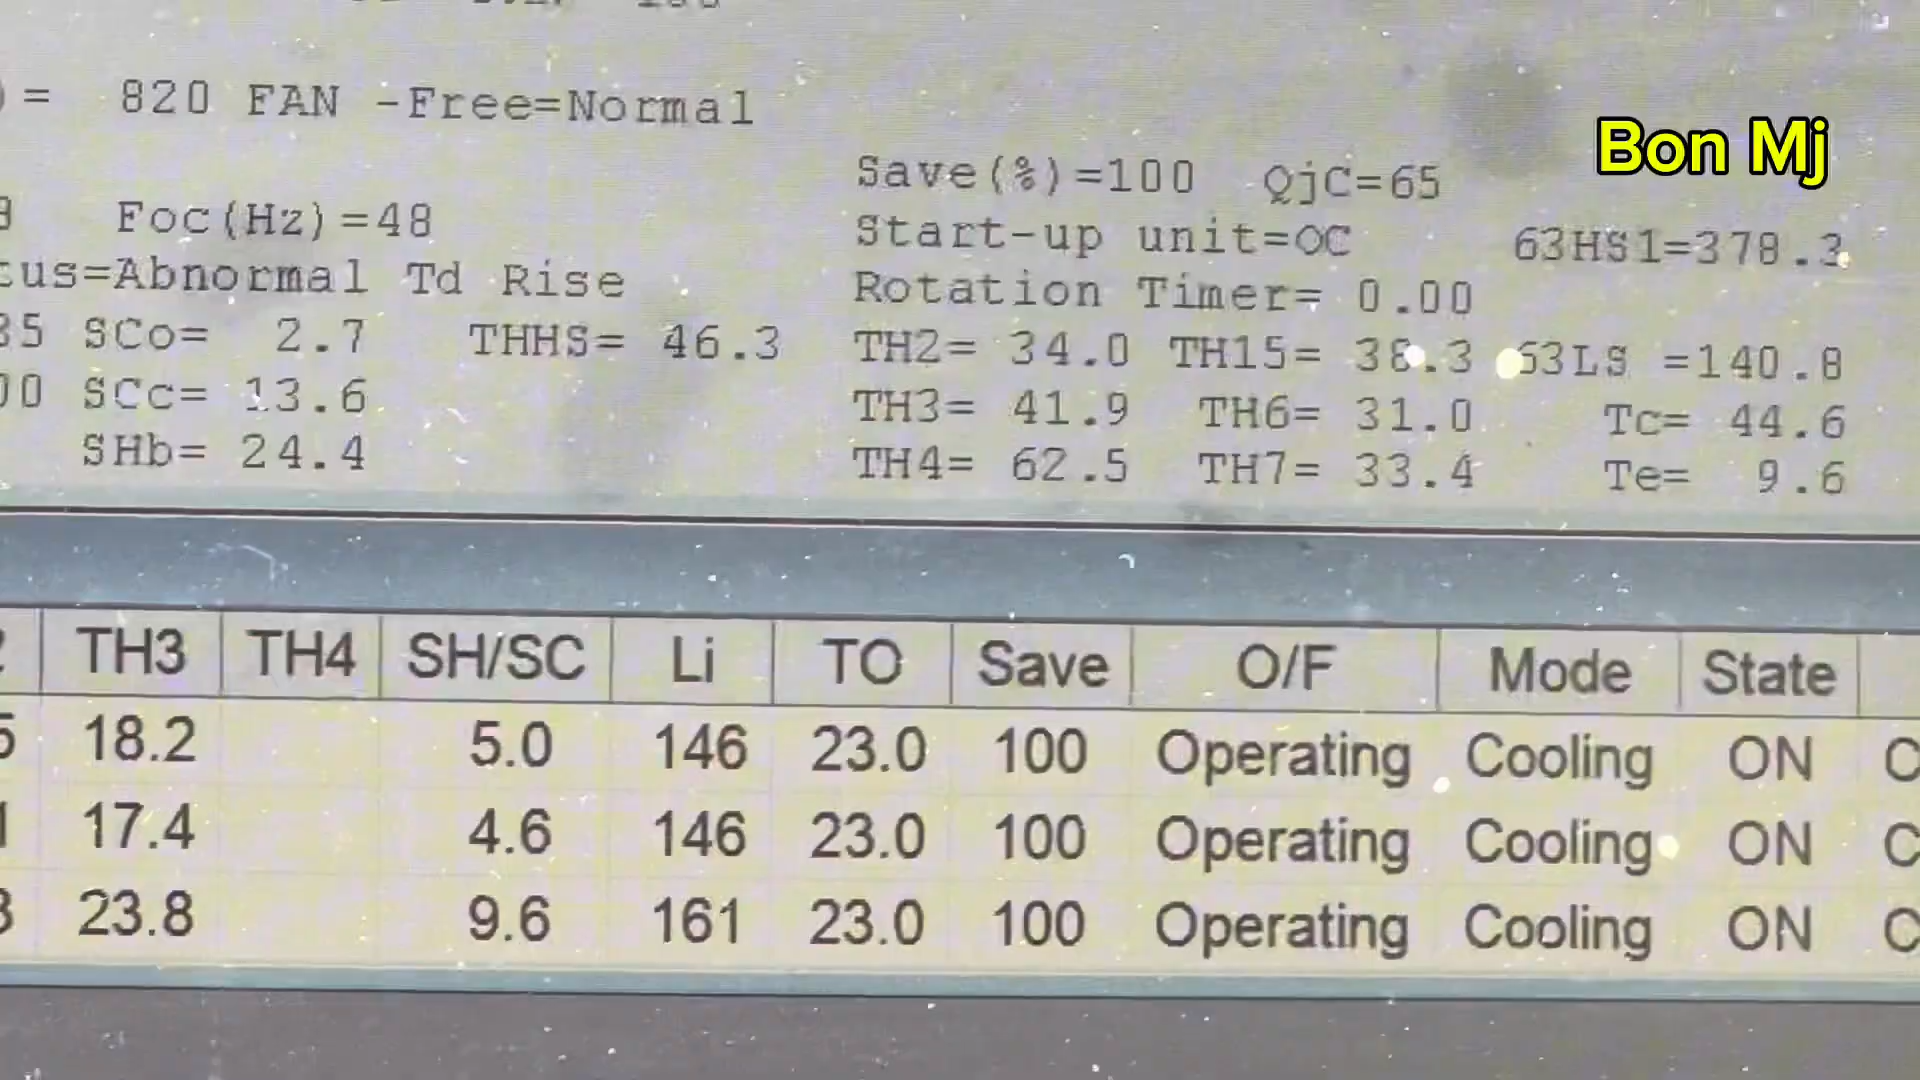 = 820 FAN -Free=Normal
Bon Mj
Save(%)=100 QjC=65
Foc(Hz)=48
Start-up unit=OC 63HS1=378.3
tus=Abnormal Td Rise
Rotation Timer= 0.00
35 SCo= 2.7 THHS= 46.3
TH2= 34.0 TH15= 38.3 63LS =140.8
00 SCc= 13.6
TH3= 41.9 TH6= 31.0 Tc= 44.6
SHb= 24.4
TH4= 62.5 TH7= 33.4 Te= 9.6
TH3 TH4 SH/SC Li TO Save O/F Mode State
18.2 5.0 146 23.0 100 Operating Cooling ON
17.4 4.6 146 23.0 100 Operating Cooling ON
23.8 9.6 161 23.0 100 Operating Cooling ON